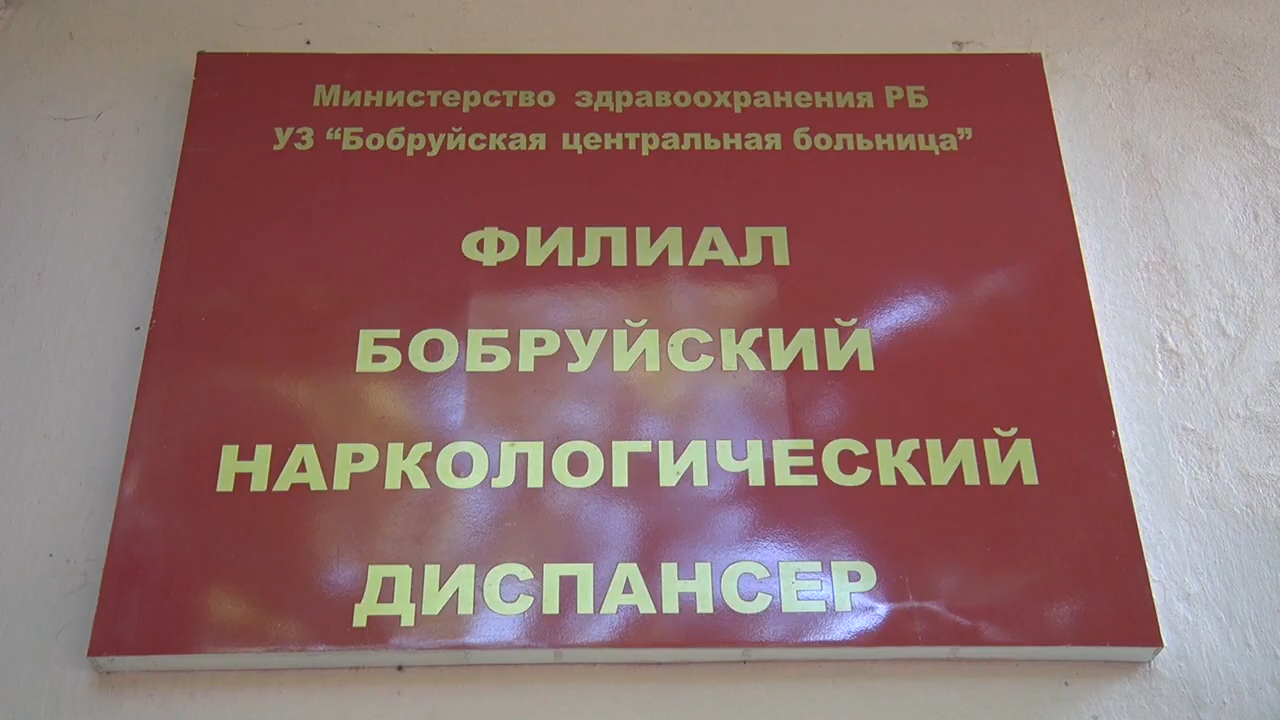 Министерство здравоохранения РБ
УЗ “Бобруйская центральная больница”
ФИЛИАЛ
БОБРУЙСКИЙ
НАРКОЛОГИЧЕСКИЙ
ДИСПАНСЕР